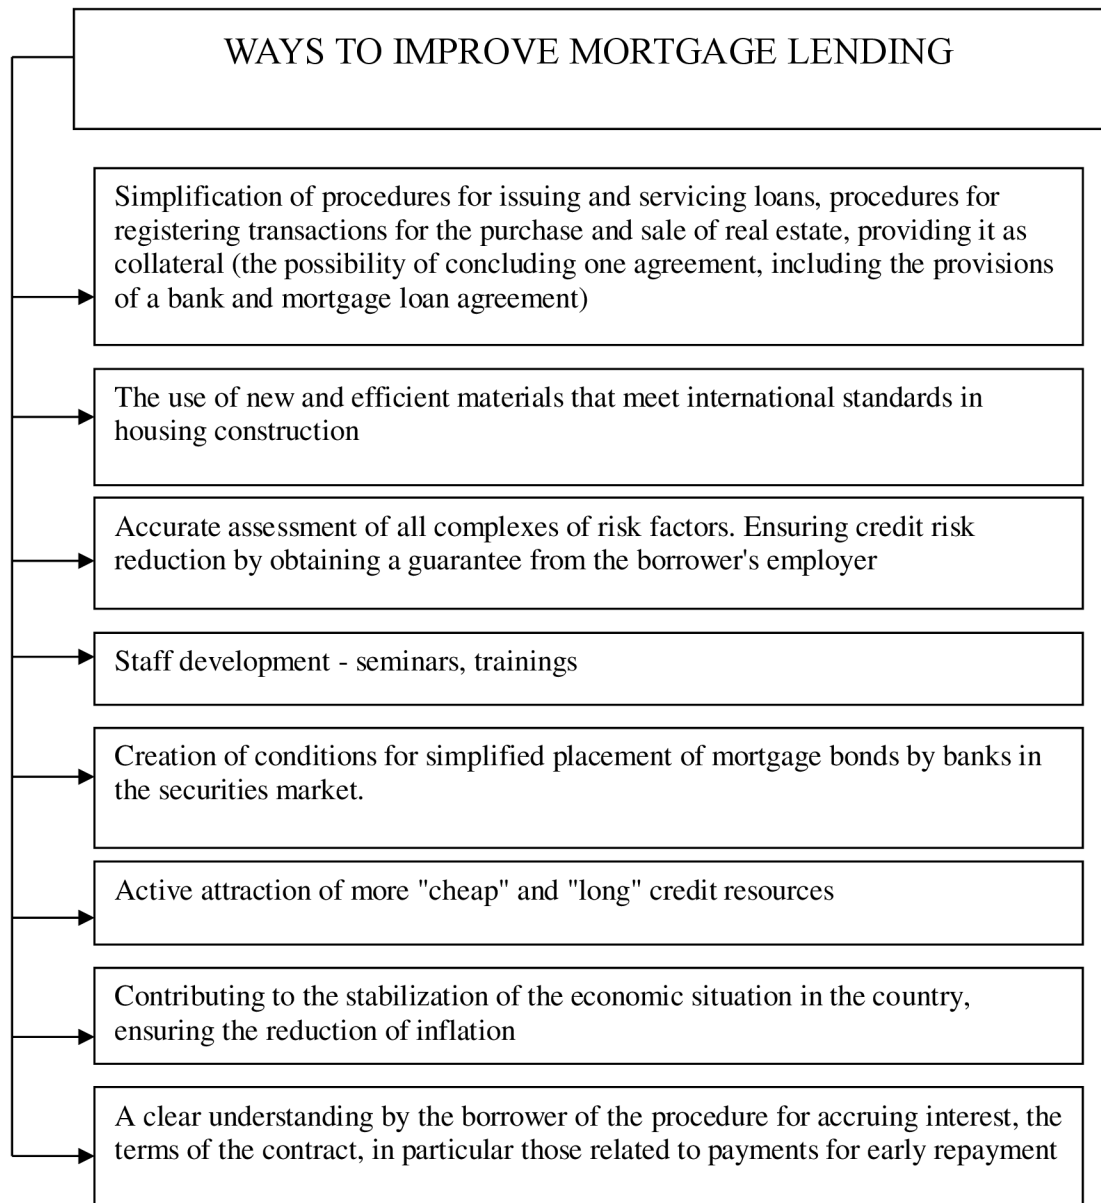 WAYS TO IMPROVE MORTGAGE LENDING
Simplification of procedures for issuing and servicing loans, procedures for
registering transactions for the purchase and sale of real estate, providing it as
collateral (the possibility of concluding one agreement, including the provisions
of a bank and mortgage loan agreement)
The use of new and efficient materials that meet international standards in
housing construction
Accurate assessment of all complexes of risk factors. Ensuring credit risk
reduction by obtaining a guarantee from the borrower's employer
Staff development - seminars, trainings
Creation of conditions for simplified placement of mortgage bonds by banks in
the securities market.
Active attraction of more "cheap" and "long" credit resources
Contributing to the stabilization of the economic situation in the country,
ensuring the reduction of inflation
A clear understanding by the borrower of the procedure for accruing interest, the
terms of the contract, in particular those related to payments for early repayment